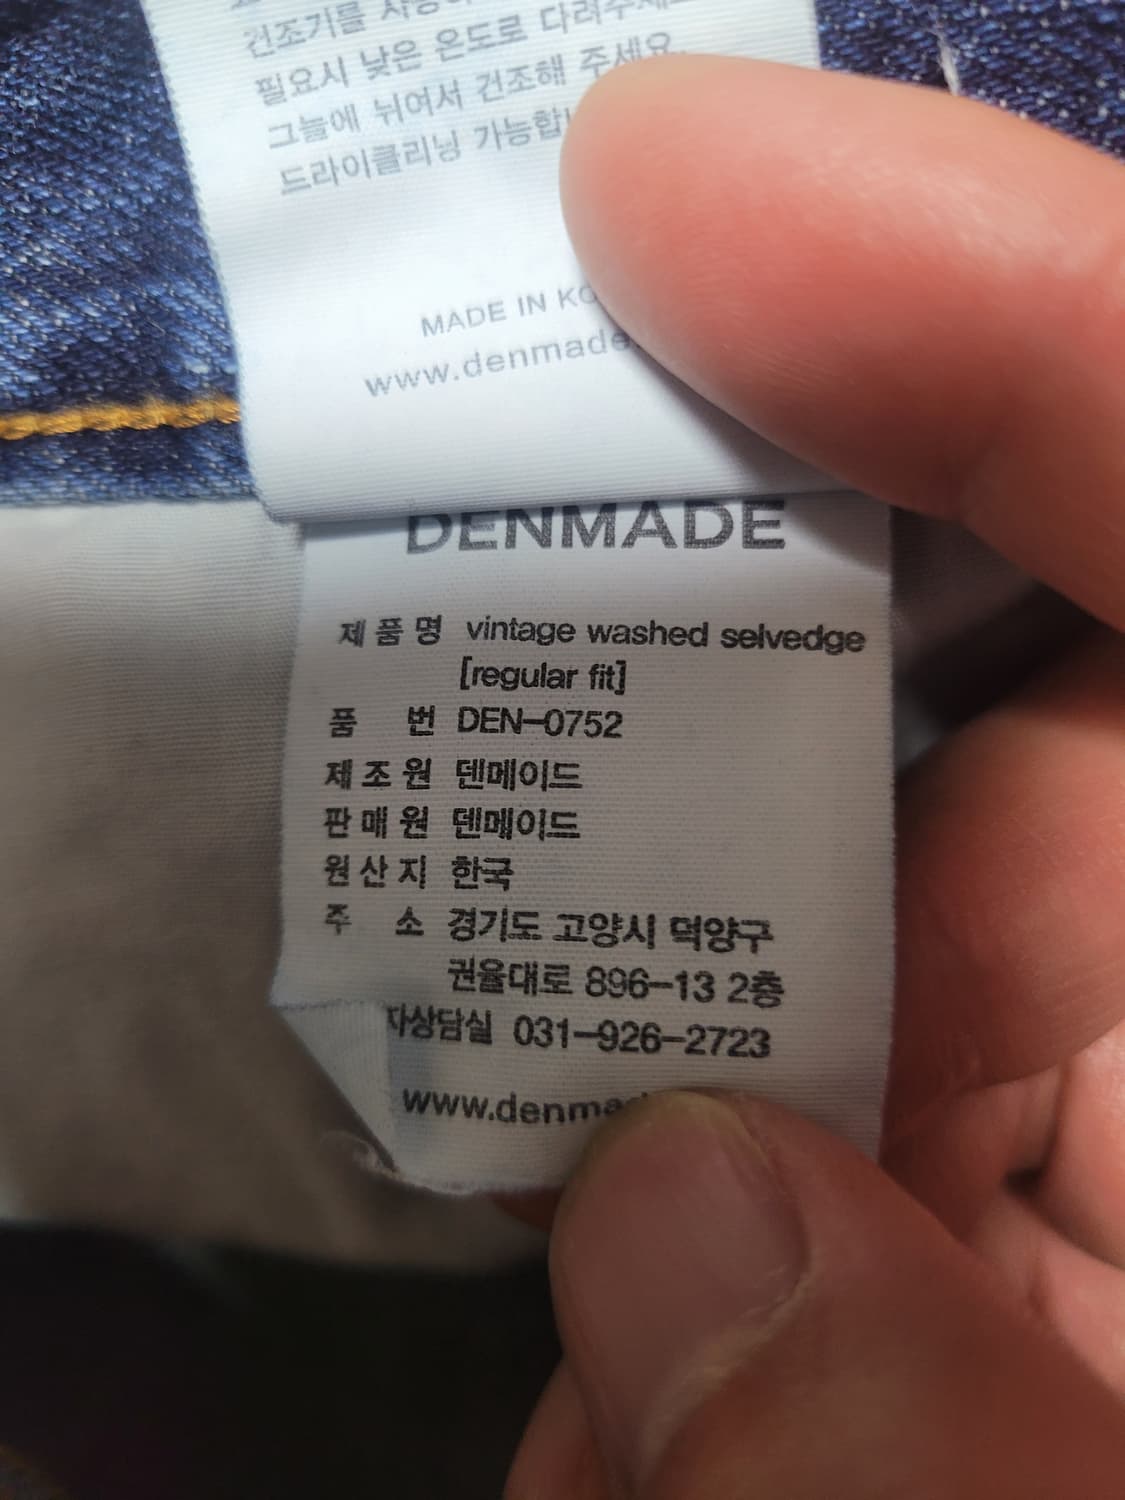 건조기를
필요시 낮은 온도로 다려주세요
그늘에 뉘어서 건조해 주세요.
드라이클리닝 가능합
MADE IN KO
www.denmade.
DENMADE
제품명 vintage washed selvedge
[regular fit]
품 번 DEN-0752
제조원 덴메이드
판매원 덴메이드
원산지 한국
주 소 경기도 고양시 덕양구
권율대로 896-13 2층
자상담실 031-926-2723
www.denma